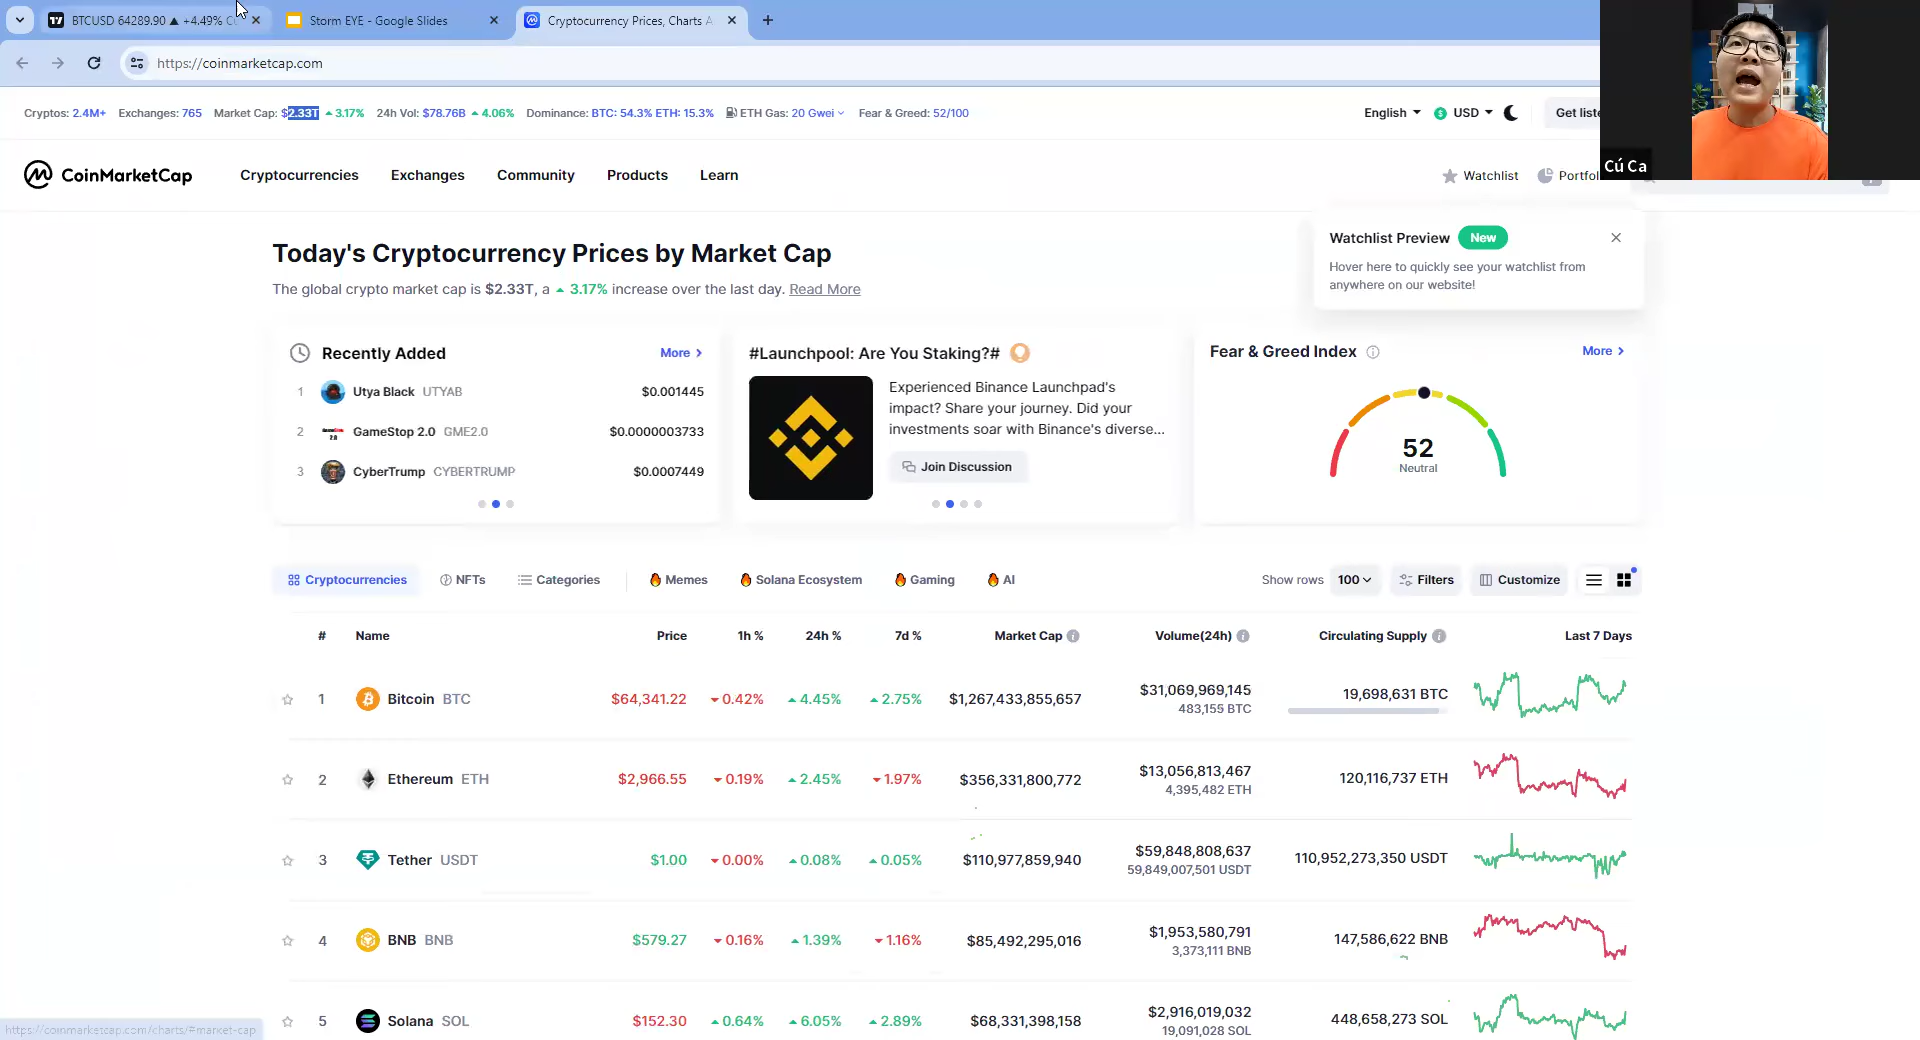 BTCUSD 64289.90 ▲ +4.49%
Storm EYE - Google Slides
Cryptocurrency Prices, Charts A
https://coinmarketcap.com
Cryptos: 2.4M+ Exchanges: 765 Market Cap: $2.33T 3.17% 24h Vol: $78.76B 4.06% Dominance: BTC: 54.3% ETH: 15.3% ETH Gas: 20 Gwei Fear & Greed: 52/100
English USD Get liste
Cú Ca
CoinMarketCap Cryptocurrencies Exchanges Community Products Learn
Watchlist Portfol
Today's Cryptocurrency Prices by Market Cap
The global crypto market cap is $2.33T, a 3.17% increase over the last day. Read More
Watchlist Preview New
Hover here to quickly see your watchlist from
anywhere on our website!
Recently Added More
1 Utya Black UTYAB $0.001445
2 GameStop 2.0 GME2.0 $0.0000003733
3 CyberTrump CYBERTRUMP $0.0007449
#Launchpool: Are You Staking?#
Experienced Binance Launchpad's
impact? Share your journey. Did your
investments soar with Binance's diverse...
Join Discussion
Fear & Greed Index More
52
Neutral
Cryptocurrencies NFTs Categories Memes Solana Ecosystem Gaming AI
Show rows 100 Filters Customize
# Name Price 1h % 24h % 7d % Market Cap Volume(24h) Circulating Supply Last 7 Days
1 Bitcoin BTC $64,341.22 0.42% 4.45% 2.75% $1,267,433,855,657 $31,069,969,145 19,698,631 BTC
483,155 BTC
2 Ethereum ETH $2,966.55 0.19% 2.45% 1.97% $356,331,800,772 $13,056,813,467 120,116,737 ETH
4,395,482 ETH
3 Tether USDT $1.00 0.00% 0.08% 0.05% $110,977,859,940 $59,848,808,637 110,952,273,350 USDT
59,849,007,501 USDT
4 BNB BNB $579.27 0.16% 1.39% 1.16% $85,492,295,016 $1,953,580,791 147,586,622 BNB
3,373,111 BNB
5 Solana SOL $152.30 0.64% 6.05% 2.89% $68,331,398,158 $2,916,019,032 448,658,273 SOL
19,091,028 SOL
https://coinmarketcap.com/charts/#market-cap